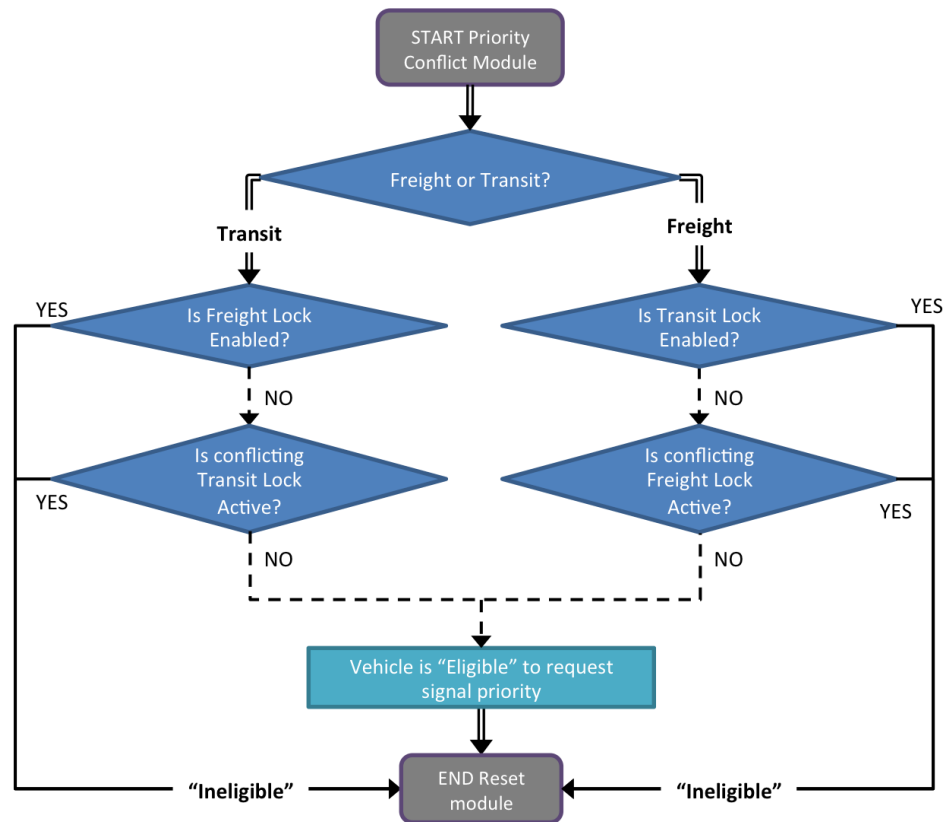 START Priority
Conflict Module
Freight or Transit?
Transit
Freight
YES
Is Freight Lock
Enabled?
Is Transit Lock
Enabled?
YES
NO
NO
Is conflicting
Transit Lock
Active?
Is conflicting
Freight Lock
Active?
YES
YES
NO
NO
Vehicle is “Eligible” to request
signal priority
“Ineligible”
END Reset
module
“Ineligible”